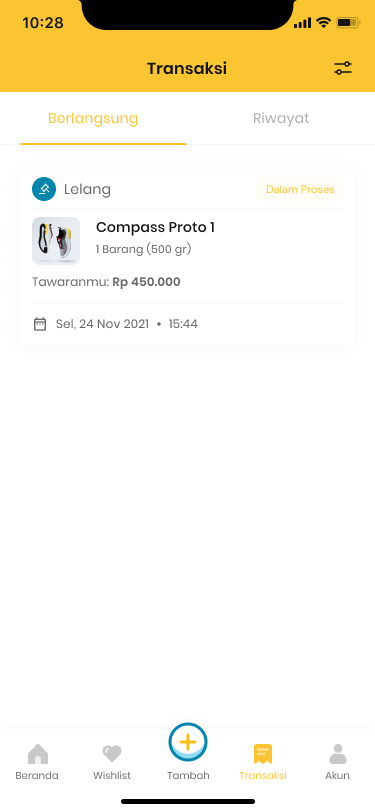 10:28
Transaksi
Berlangsung
Riwayat
Lelang
Dalam Proses
Compass Proto 1
1 Barang (500 gr)
Tawaranmu: Rp 450.000
Sel, 24 Nov 2021 • 15:44
Beranda
Wishlist
Tambah
Transaksi
Akun